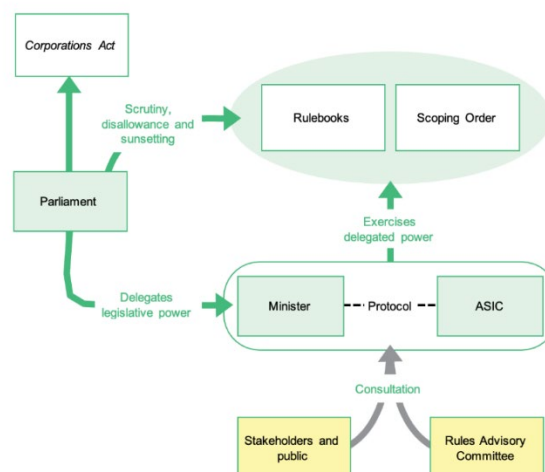 Corporations Act
Scrutiny,
disallowance and
sunsetting
Rulebooks
Scoping Order
Parliament
Exercises
delegated power
Delegates
legislative power
Minister
Protocol
ASIC
Consultation
Stakeholders and
public
Rules Advisory
Committee